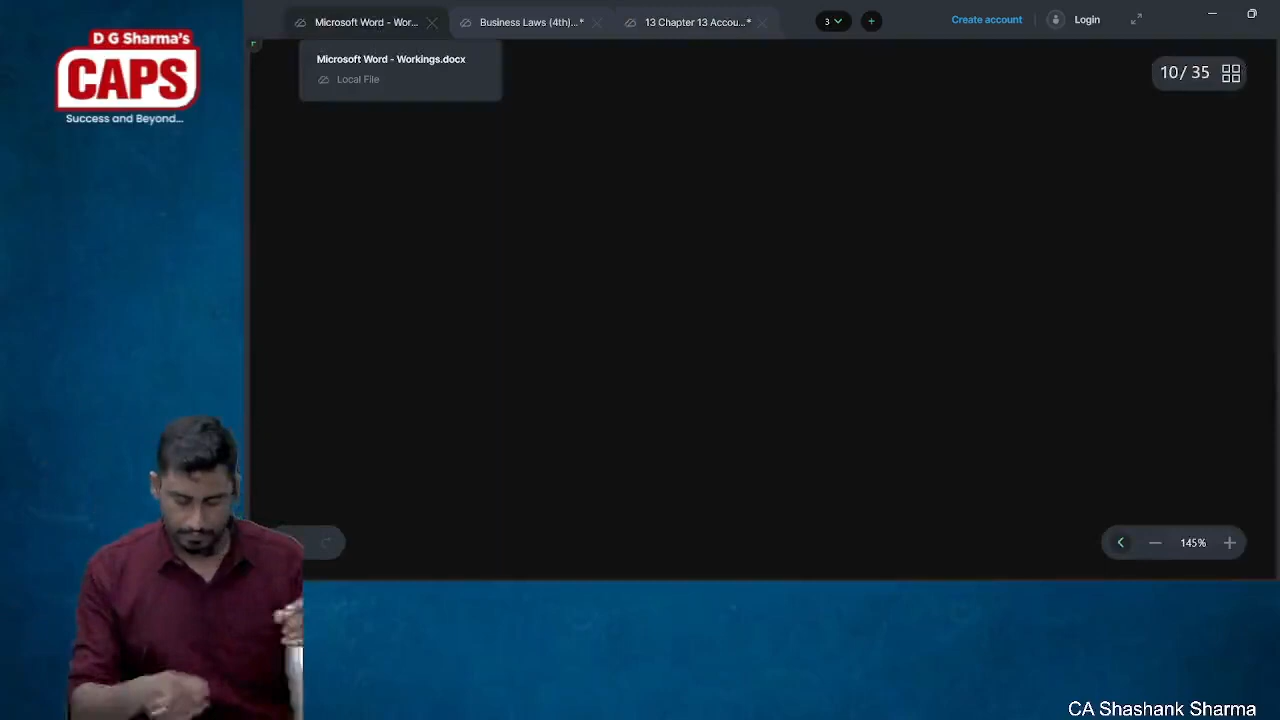 D G Sharma's
CAPS
Success and Beyond...
Microsoft Word - Wor...
Business Laws (4th)...*
13 Chapter 13 Accou...*
3
Create account
Login
Microsoft Word - Workings.docx
Local File
10/ 35
145%
CA Shashank Sharma